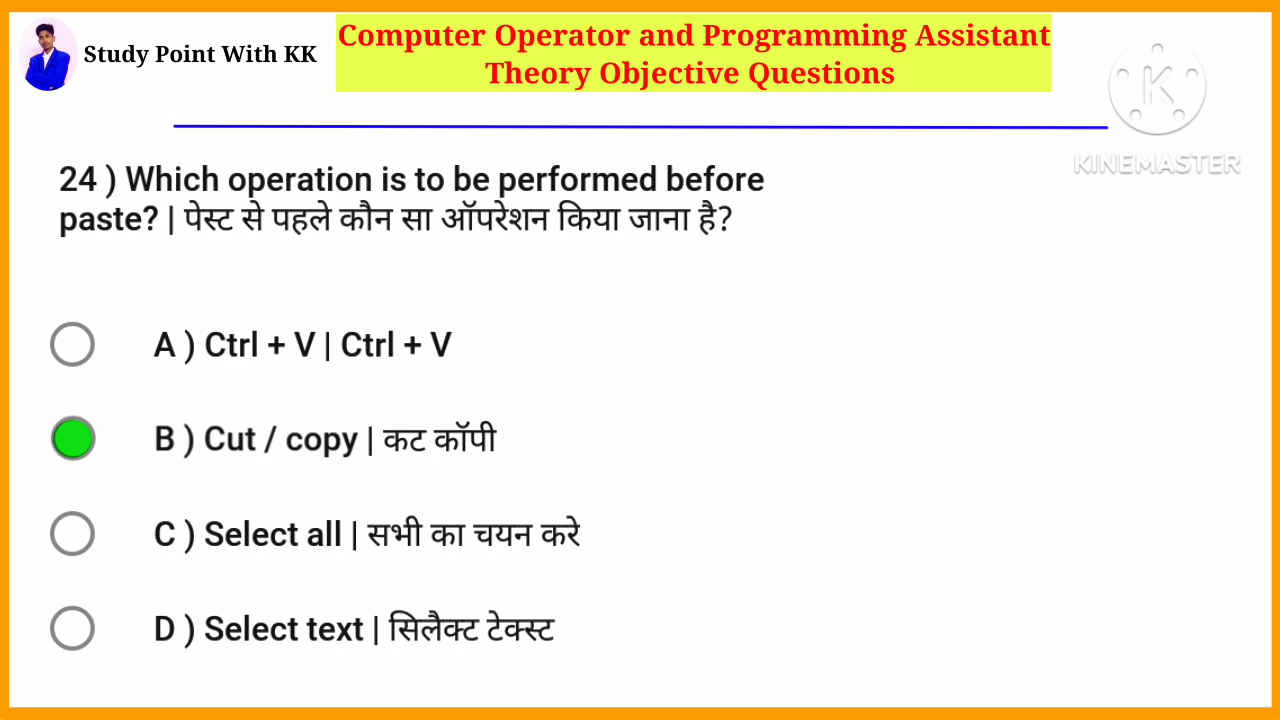 Study Point With KK
Computer Operator and Programming Assistant
Theory Objective Questions
K
KINEMASTER
24 ) Which operation is to be performed before
paste? | पेस्ट से पहले कौन सा ऑपरेशन किया जाना है?
A ) Ctrl + V | Ctrl + V
B ) Cut / copy | कट कॉपी
C ) Select all | सभी का चयन करे
D ) Select text | सिलैक्ट टेक्स्ट